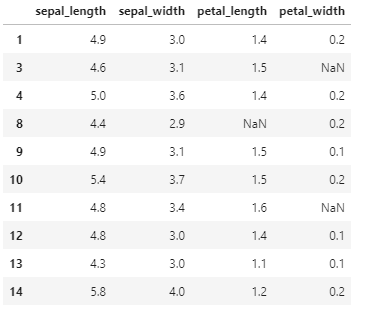 sepal_length sepal_width petal_length petal_width
1 4.9 3.0 1.4 0.2
3 4.6 3.1 1.5 NaN
4 5.0 3.6 1.4 0.2
8 4.4 2.9 NaN 0.2
9 4.9 3.1 1.5 0.1
10 5.4 3.7 1.5 0.2
11 4.8 3.4 1.6 NaN
12 4.8 3.0 1.4 0.1
13 4.3 3.0 1.1 0.1
14 5.8 4.0 1.2 0.2